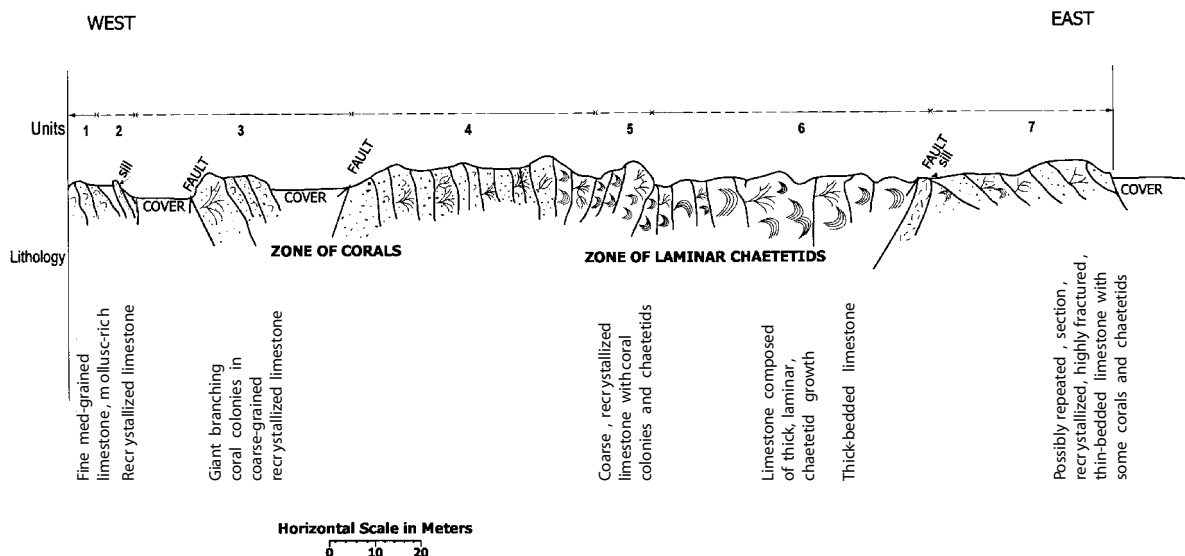 WEST
EAST
Units
1
2
3
4
5
6
7
sill
FAULT
FAULT
FAULT
sill
COVER
COVER
COVER
ZONE OF CORALS
ZONE OF LAMINAR CHAETETIDS
Lithology
Fine med-grained
limestone, mollusc-rich
Recrystallized limestone
Giant branching
coral colonies in
coarse-grained
recrystallized limestone
Coarse , recrystallized
limestone with coral
colonies and chaetetids
Limestone composed
of thick, laminar,
chaetetid growth
Thick-bedded limestone
Possibly repeated , section ,
recrystallized, highly fractured ,
thin-bedded limestone with
some corals and chaetetids
Horizontal Scale in Meters
0 10 20